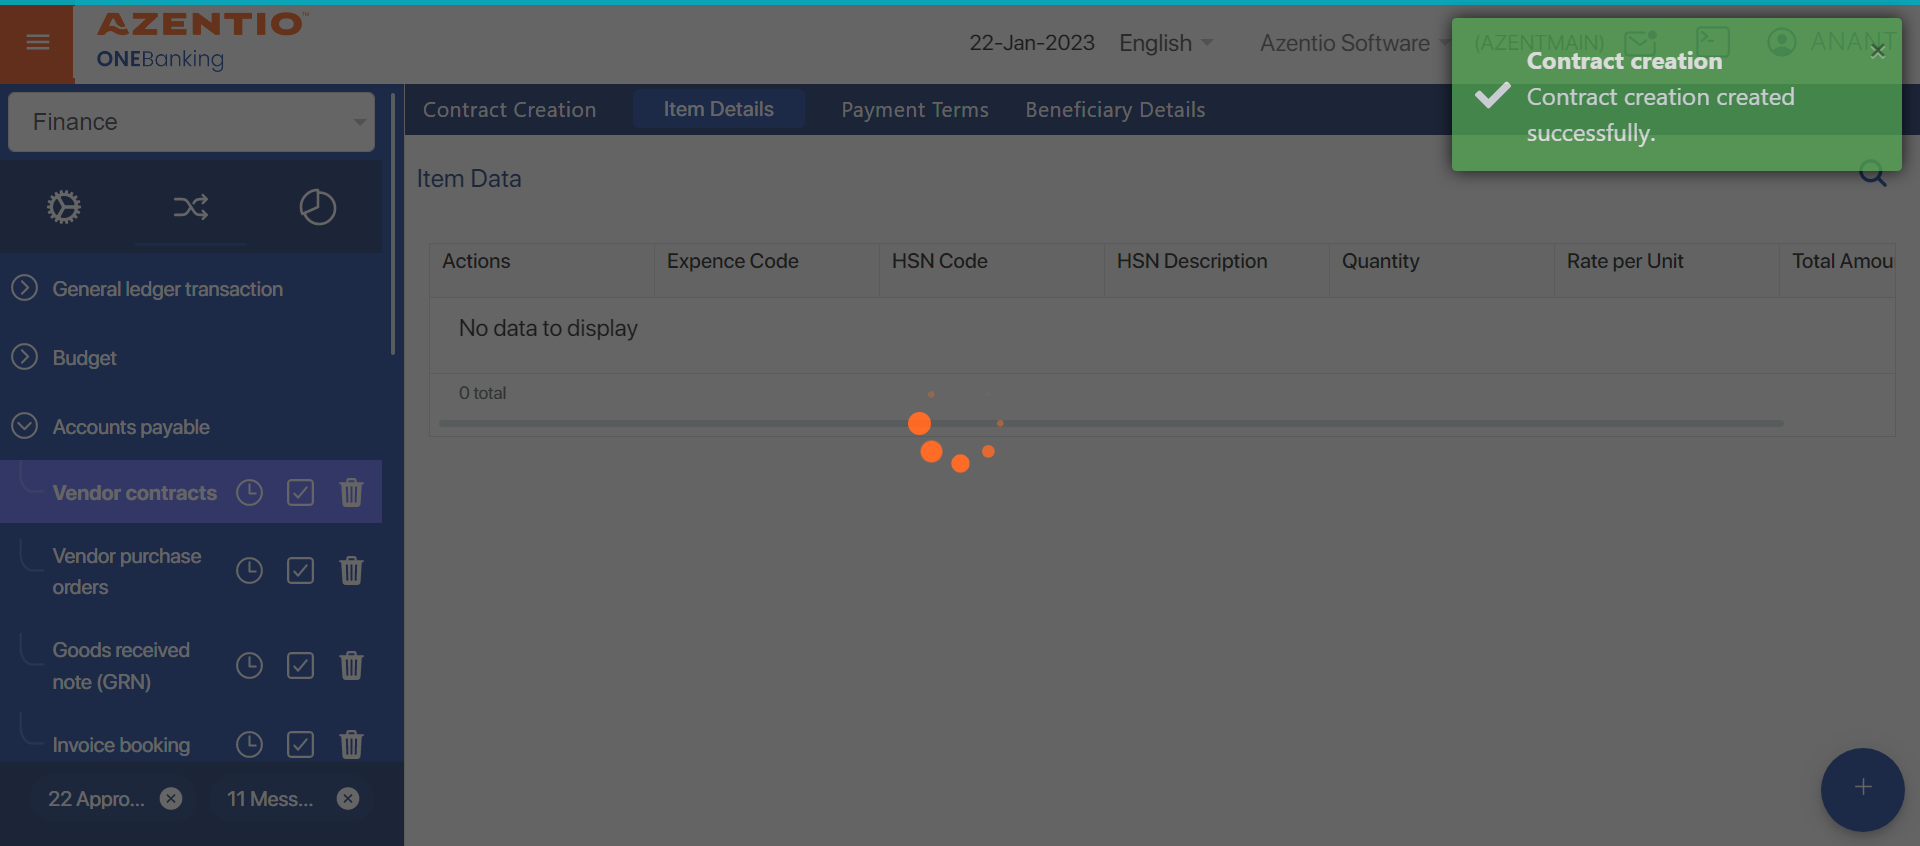 AZENTIO™
ONEBanking
22-Jan-2023 English Azentio Software (AZENTMAIN) ANANT
Contract creation
Contract creation created
successfully.
×
Finance
Contract Creation Item Details Payment Terms Beneficiary Details
Item Data
Actions Expence Code HSN Code HSN Description Quantity Rate per Unit Total Amou
No data to display
0 total
General ledger transaction
Budget
Accounts payable
Vendor contracts
Vendor purchase
orders
Goods received
note (GRN)
Invoice booking
22 Appro... 11 Mess...
+